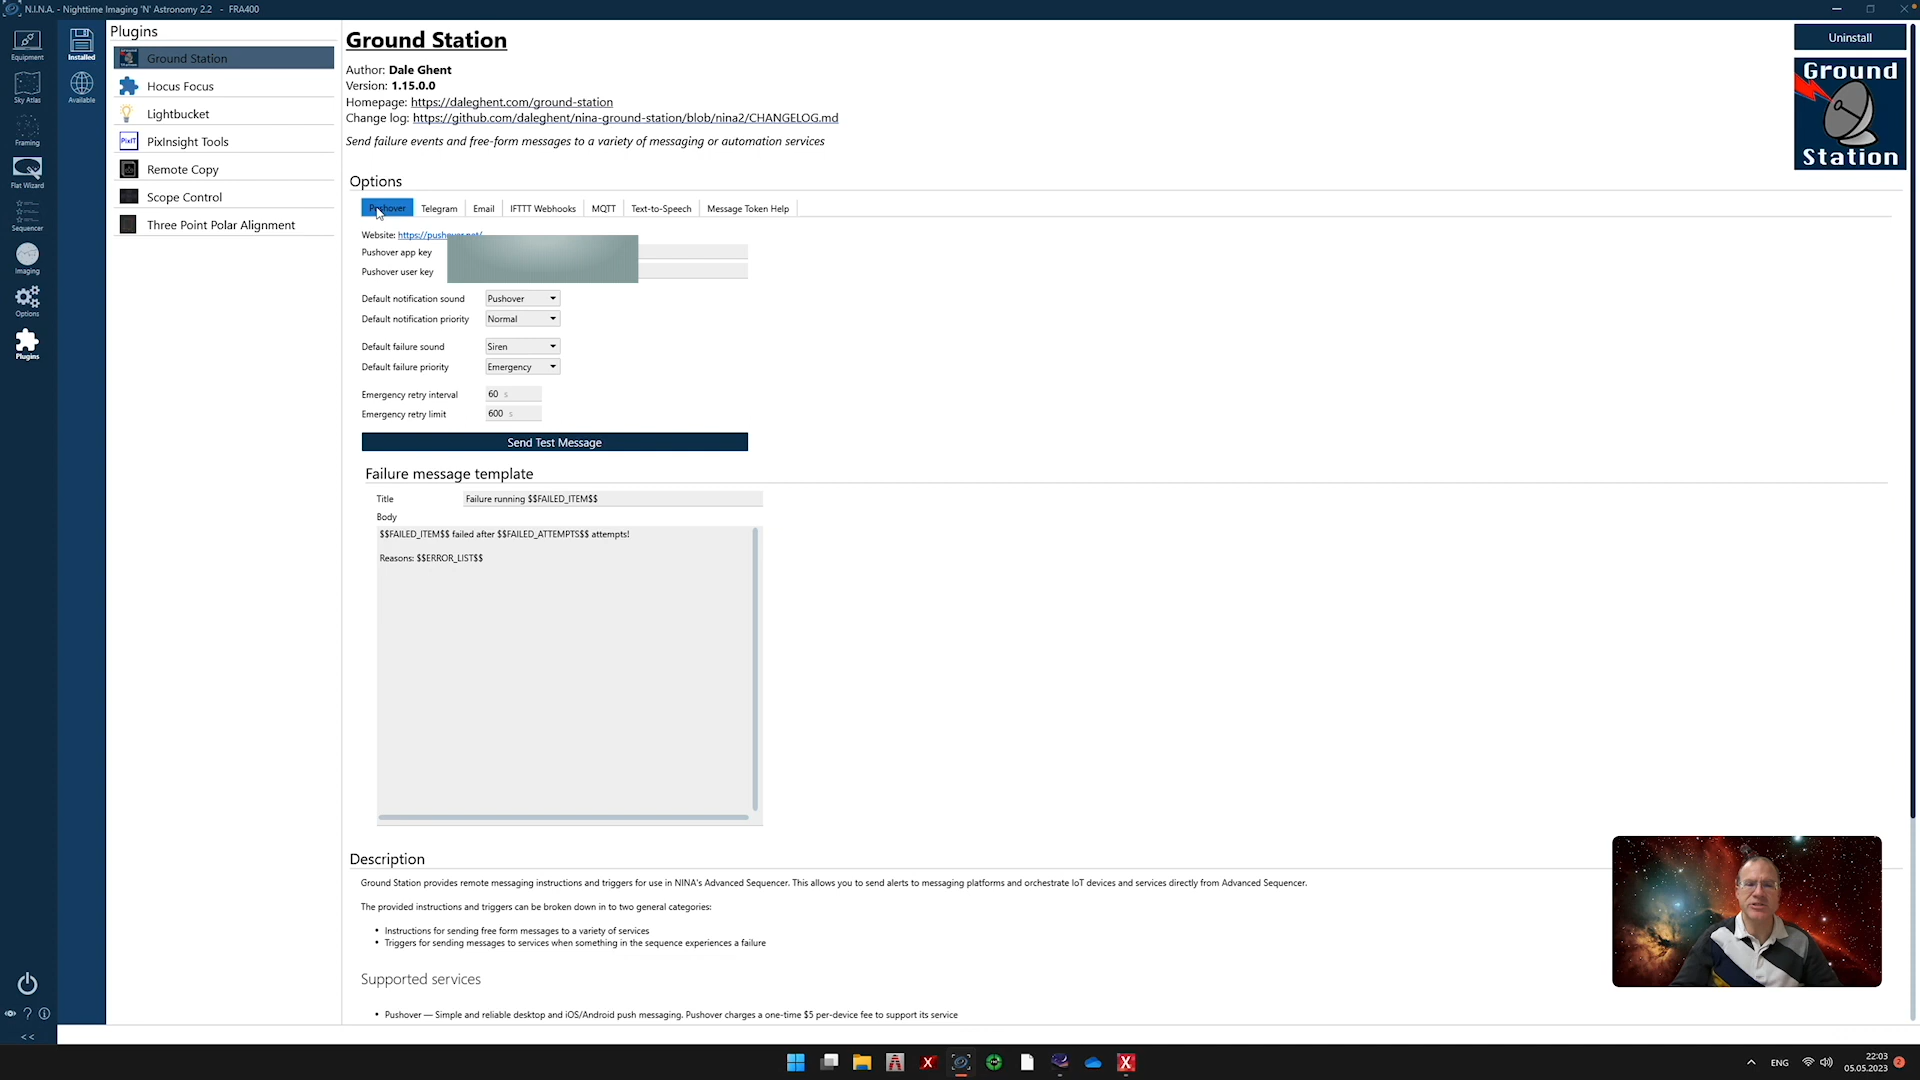 N.I.N.A. - Nighttime Imaging 'N' Astronomy 2.2 - FRA400
Equipment
Sky Atlas
Framing
Flat Wizard
Sequencer
Imaging
Options
Plugins
<<
Installed
Available
Plugins
Ground Station
Hocus Focus
Lightbucket
PixInsight Tools
Remote Copy
Scope Control
Three Point Polar Alignment
Ground Station
Author: Dale Ghent
Version: 1.15.0.0
Homepage: https://daleghent.com/ground-station
Change log: https://github.com/daleghent/nina-ground-station/blob/nina2/CHANGELOG.md
Send failure events and free-form messages to a variety of messaging or automation services
Uninstall
Ground
Station
Options
Pushover Telegram Email IFTTT Webhooks MQTT Text-to-Speech Message Token Help
Website: https://pushover.net/
Pushover app key
Pushover user key
Default notification sound Pushover
Default notification priority Normal
Default failure sound Siren
Default failure priority Emergency
Emergency retry interval 60 s
Emergency retry limit 600 s
Send Test Message
Failure message template
Title Failure running $$FAILED_ITEM$$
Body
$$FAILED_ITEM$$ failed after $$FAILED_ATTEMPTS$$ attempts!
Reasons: $$ERROR_LIST$$
Description
Ground Station provides remote messaging instructions and triggers for use in NINA's Advanced Sequencer. This allows you to send alerts to messaging platforms and orchestrate IoT devices and services directly from Advanced Sequencer.
The provided instructions and triggers can be broken down in to two general categories:
• Instructions for sending free form messages to a variety of services
• Triggers for sending messages to services when something in the sequence experiences a failure
Supported services
• Pushover — Simple and reliable desktop and iOS/Android push messaging. Pushover charges a one-time $5 per-device fee to support its service
ENG
22:03
05.05.2023
2